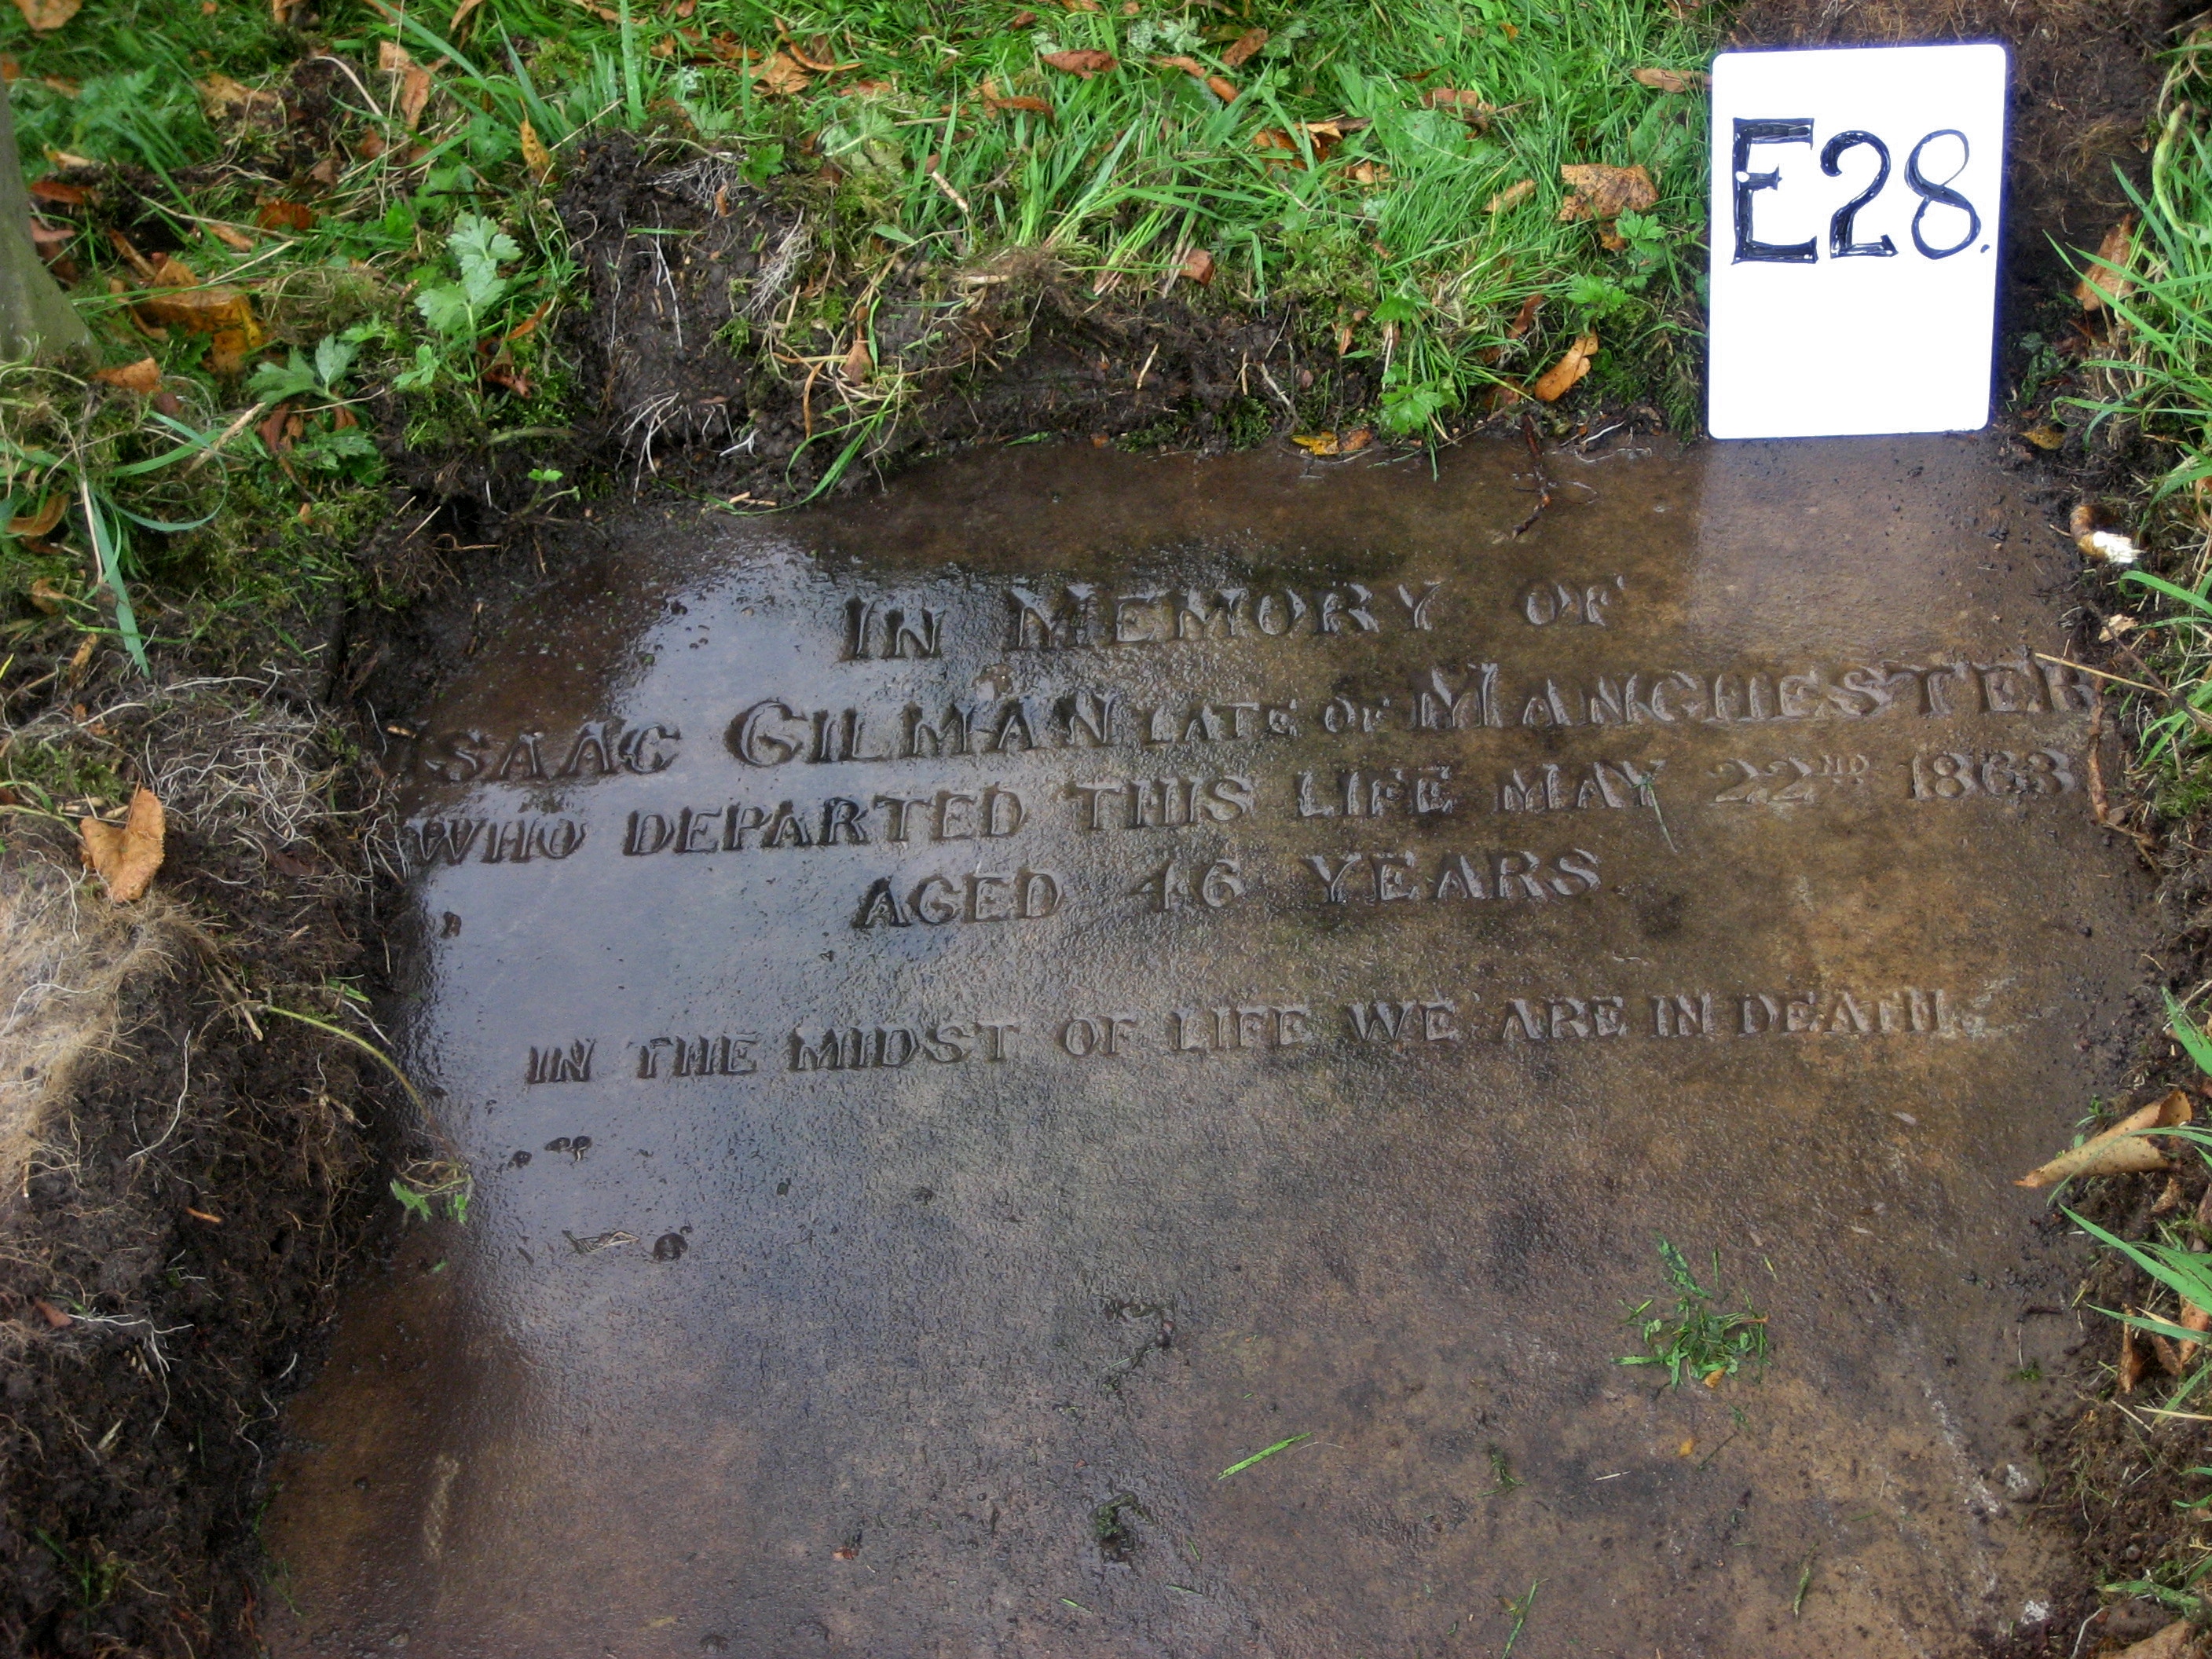 E28.
IN MEMORY OF
ISAAC GILMAN LATE OF MANCHESTER
WHO DEPARTED THIS LIFE MAY 22ND 1863
AGED 46 YEARS
IN THE MIDST OF LIFE WE ARE IN DEATH.